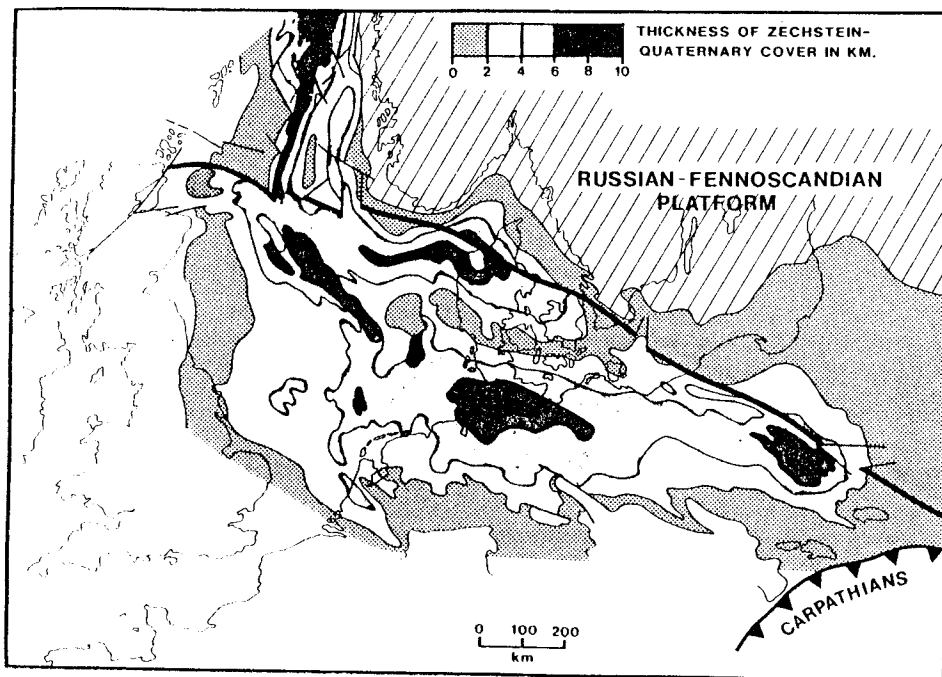 THICKNESS OF ZECHSTEIN-
QUATERNARY COVER IN KM.
0 2 4 6 8 10
RUSSIAN-FENNOSCANDIAN
PLATFORM
CARPATHIANS
0 100 200
km